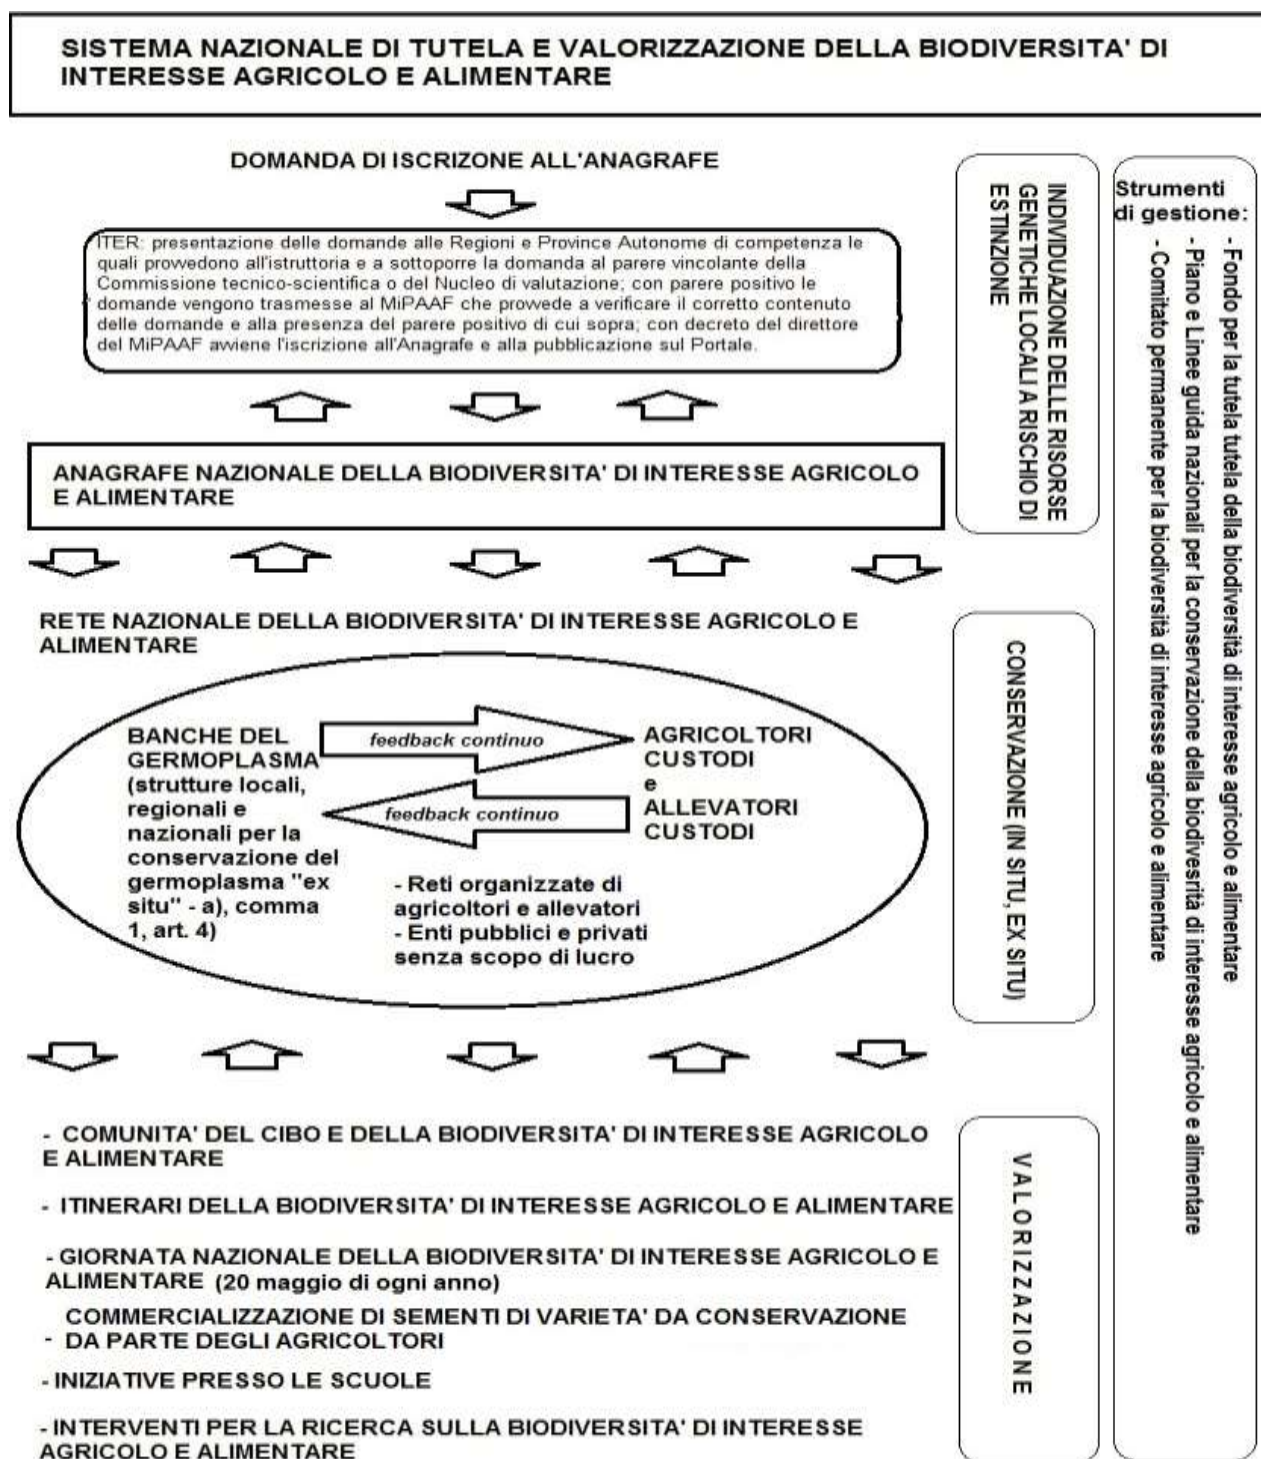 SISTEMA NAZIONALE DI TUTELA E VALORIZZAZIONE DELLA BIODIVERSITA' DI
INTERESSE AGRICOLO E ALIMENTARE
DOMANDA DI ISCRIZONE ALL'ANAGRAFE
ITER: presentazione delle domande alle Regioni e Province Autonome di competenza le
quali provvedono all'istruttoria e a sottoporre la domanda al parere vincolante della
Commissione tecnico-scientifica o del Nucleo di valutazione; con parere positivo le
domande vengono trasmesse al MiPAAF che provvede a verificare il corretto contenuto
delle domande e alla presenza del parere positivo di cui sopra; con decreto del direttore
del MiPAAF avviene l'iscrizione all'Anagrafe e alla pubblicazione sul Portale.
ANAGRAFE NAZIONALE DELLA BIODIVERSITA' DI INTERESSE AGRICOLO
E ALIMENTARE
INDIVIDUAZIONE DELLE RISORSE
GENETICHE LOCALI A RISCHIO DI
ESTINZIONE
RETE NAZIONALE DELLA BIODIVERSITA' DI INTERESSE AGRICOLO E
ALIMENTARE
BANCHE DEL
GERMOPLASMA
(strutture locali,
regionali e
nazionali per la
conservazione del
germoplasma "ex
situ" - a), comma
1, art. 4)
feedback continuo
feedback continuo
AGRICOLTORI
CUSTODI
e
ALLEVATORI
CUSTODI
- Reti organizzate di
agricoltori e allevatori
- Enti pubblici e privati
senza scopo di lucro
CONSERVAZIONE (IN SITU, EX SITU)
- COMUNITA' DEL CIBO E DELLA BIODIVERSITA' DI INTERESSE AGRICOLO
E ALIMENTARE
- ITINERARI DELLA BIODIVERSITA' DI INTERESSE AGRICOLO E ALIMENTARE
- GIORNATA NAZIONALE DELLA BIODIVERSITA' DI INTERESSE AGRICOLO E
ALIMENTARE (20 maggio di ogni anno)
COMMERCIALIZZAZIONE DI SEMENTI DI VARIETA' DA CONSERVAZIONE
- DA PARTE DEGLI AGRICOLTORI
- INIZIATIVE PRESSO LE SCUOLE
- INTERVENTI PER LA RICERCA SULLA BIODIVERSITA' DI INTERESSE
AGRICOLO E ALIMENTARE
VALORIZZAZIONE
Strumenti
di gestione:
- Fondo per la tutela tutela della biodiversità di interesse agricolo e alimentare
- Piano e Linee guida nazionali per la conservazione della biodivesrità di interesse agricolo e alimentare
- Comitato permanente per la biodiversità di interesse agricolo e alimentare